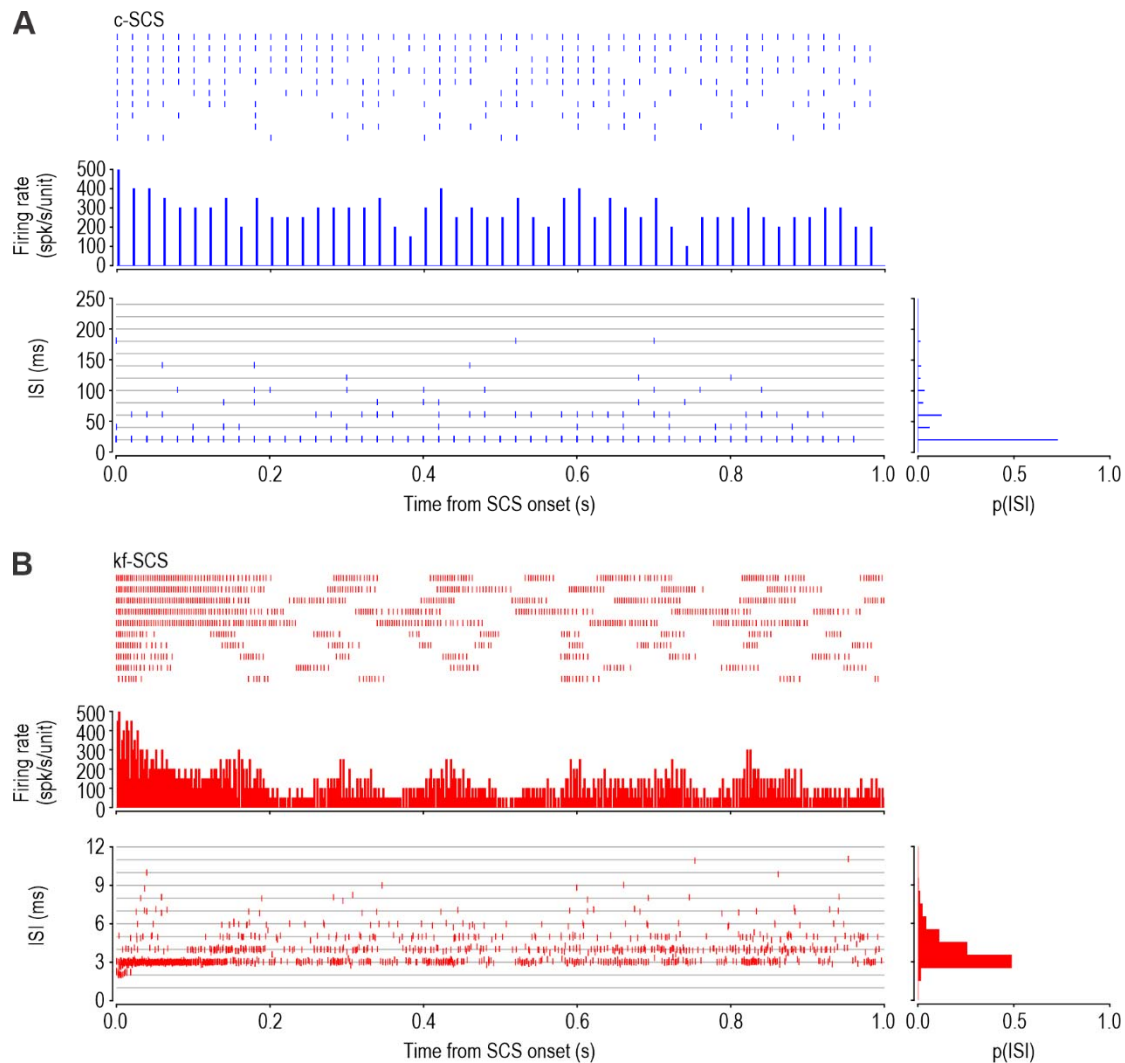 A
c-SCS
Firing rate
(spk/s/unit)
500
400
300
200
100
0
ISI (ms)
250
200
150
100
50
0
0.0 0.2 0.4 0.6 0.8 1.0
Time from SCS onset (s)
0.0 0.5 1.0
p(ISI)
B
kf-SCS
Firing rate
(spk/s/unit)
500
400
300
200
100
0
ISI (ms)
12
9
6
3
0
0.0 0.2 0.4 0.6 0.8 1.0
Time from SCS onset (s)
0.0 0.5 1.0
p(ISI)